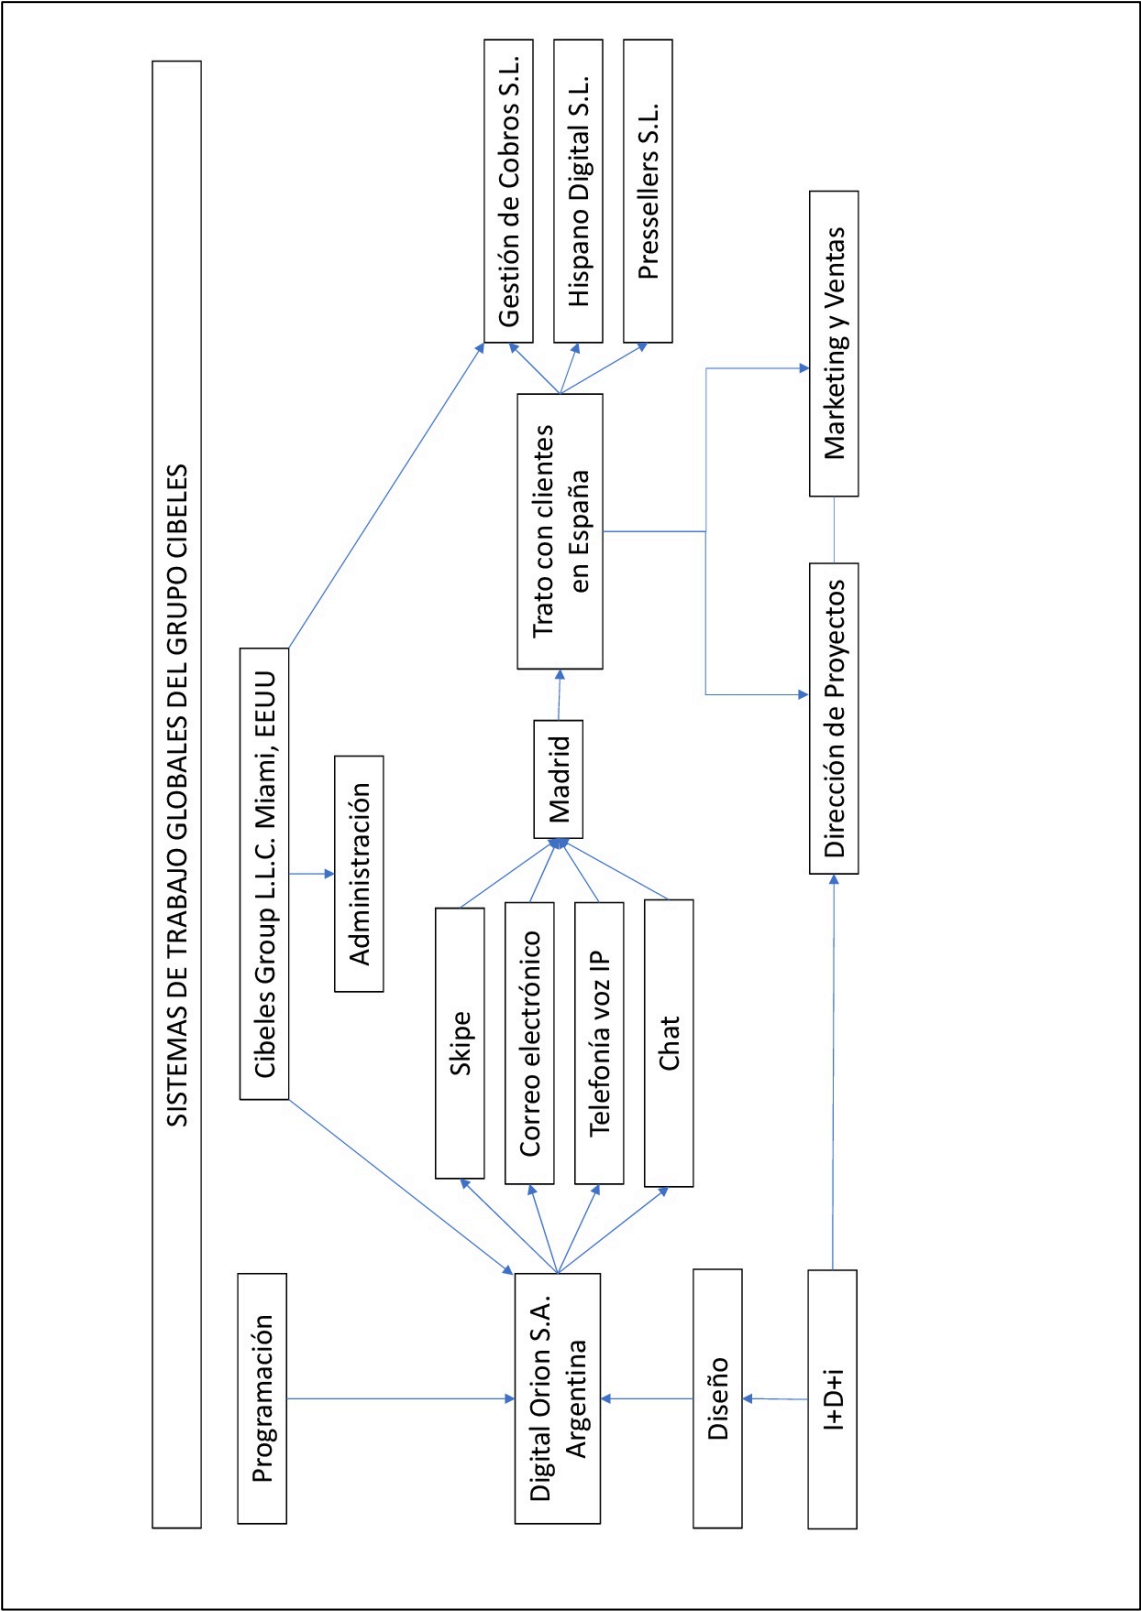 SISTEMAS DE TRABAJO GLOBALES DEL GRUPO CIBELES
Programación
Cibeles Group L.L.C. Miami, EEUU
Administración
Skipe
Correo electrónico
Telefonía voz IP
Chat
Digital Orion S.A.
Argentina
Madrid
Trato con clientes
en España
Gestión de Cobros S.L.
Hispano Digital S.L.
Pressellers S.L.
Diseño
I+D+i
Dirección de Proyectos
Marketing y Ventas